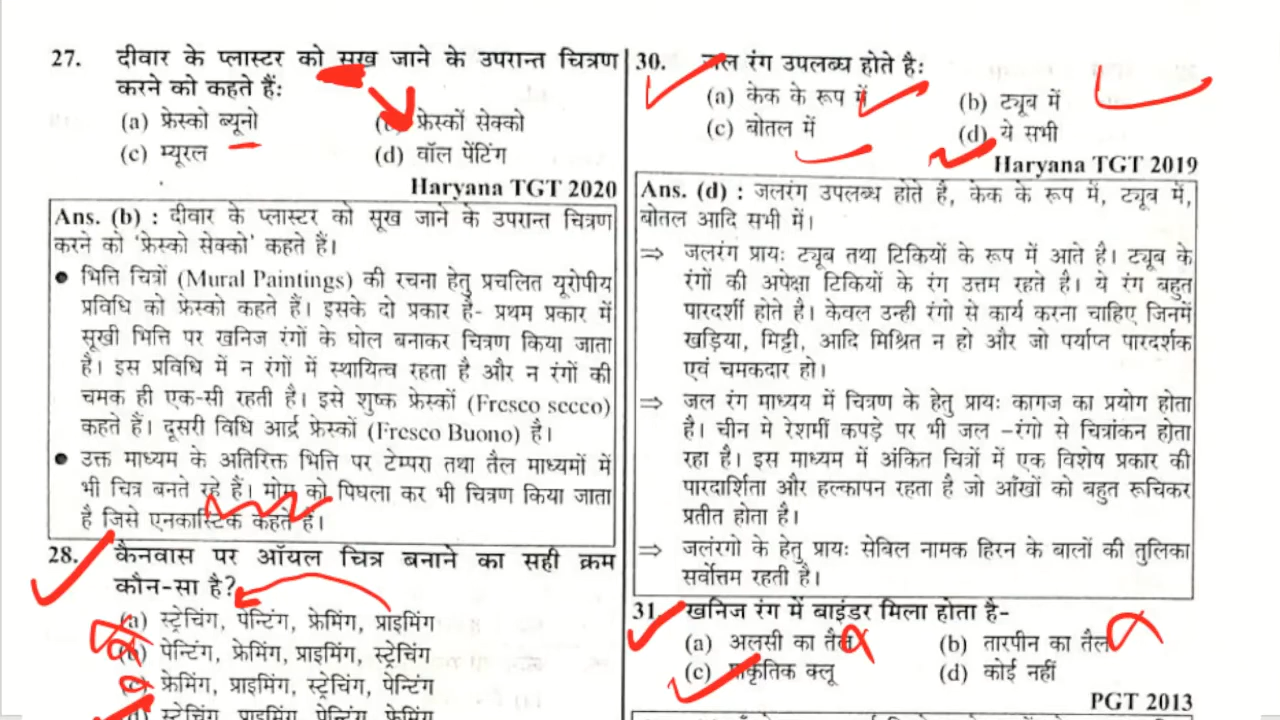 27. दीवार के प्लास्टर को सूख जाने के उपरान्त चित्रण
करने को कहते हैं:
(a) फ्रेस्को ब्यूनो
फ्रेस्कों सेक्को
(c) म्यूरल
(d) वॉल पेंटिंग
Haryana TGT 2020
Ans. (b) : दीवार के प्लास्टर को सूख जाने के उपरान्त चित्रण
करने को 'फ्रेस्को सेक्को' कहते हैं।
● भित्ति चित्रों (Mural Paintings) की रचना हेतु प्रचलित यूरोपीय
प्रविधि को फ्रेस्को कहते हैं। इसके दो प्रकार है- प्रथम प्रकार में
सूखी भित्ति पर खनिज रंगों के घोल बनाकर चित्रण किया जाता
है। इस प्रविधि में न रंगों में स्थायित्व रहता है और न रंगों की
चमक ही एक-सी रहती है। इसे शुष्क फ्रेस्कों (Fresco secco)
कहते हैं। दूसरी विधि आर्द्र फ्रेस्कों (Fresco Buono) है।
● उक्त माध्यम के अतिरिक्त भित्ति पर टेम्परा तथा तैल माध्यमों में
भी चित्र बनते रहे हैं। मोम को पिघला कर भी चित्रण किया जाता
है जिसे एनकास्टिक कहते है।
28. कैनवास पर ऑयल चित्र बनाने का सही क्रम
कौन-सा है?
(a) स्ट्रेचिंग, पेन्टिंग, फ्रेमिंग, प्राइमिंग
पेन्टिंग, फ्रेमिंग, प्राइमिंग, स्ट्रेचिंग
(c) फ्रेमिंग, प्राइमिंग, स्ट्रेचिंग, पेन्टिंग
स्ट्रेचिंग, प्राइमिंग, पेन्टिंग, फ्रेमिंग
30. जल रंग उपलब्ध होते है:
(a) केक के रूप में
(b) ट्यूब में
(c) बोतल में
(d) ये सभी
Haryana TGT 2019
Ans. (d) : जलरंग उपलब्ध होते है, केक के रूप में, ट्यूब में,
बोतल आदि सभी में।
⇒ जलरंग प्रायः ट्यूब तथा टिकियों के रूप में आते है। ट्यूब के
रंगों की अपेक्षा टिकियों के रंग उत्तम रहते है। ये रंग बहुत
पारदर्शी होते है। केवल उन्ही रंगो से कार्य करना चाहिए जिनमें
खड़िया, मिट्टी, आदि मिश्रित न हो और जो पर्याप्त पारदर्शक
एवं चमकदार हो।
⇒ जल रंग माध्यय में चित्रण के हेतु प्रायः कागज का प्रयोग होता
है। चीन मे रेशमीं कपड़े पर भी जल –रंगो से चित्रांकन होता
रहा है। इस माध्यम में अंकित चित्रों में एक विशेष प्रकार की
पारदार्शिता और हल्कापन रहता है जो आँखों को बहुत रूचिकर
प्रतीत होता है।
⇒ जलंरगो के हेतु प्रायः सेबिल नामक हिरन के बालों की तुलिका
सर्वोत्तम रहती है।
31. खनिज रंग में बाइंडर मिला होता है-
(a) अलसी का तैल
(b) तारपीन का तैल
(c) प्राकृतिक क्लू
(d) कोई नहीं
PGT 2013